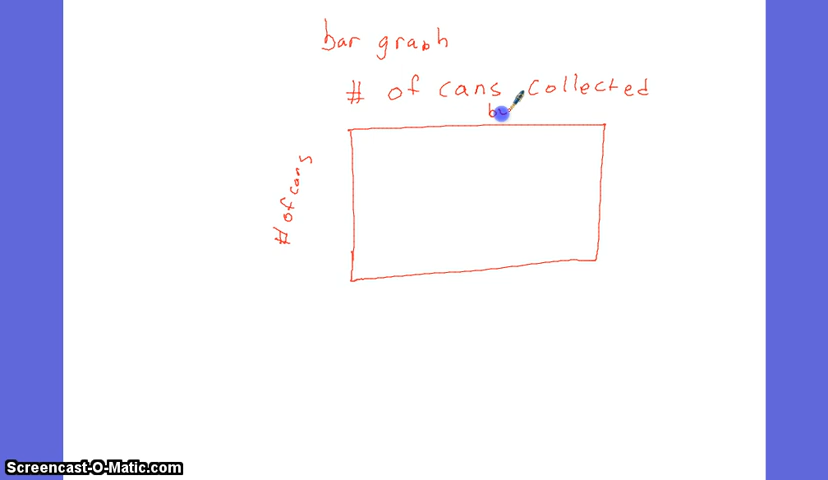 bar graph
# of cans collected
# of cans
Screencast-O-Matic.com